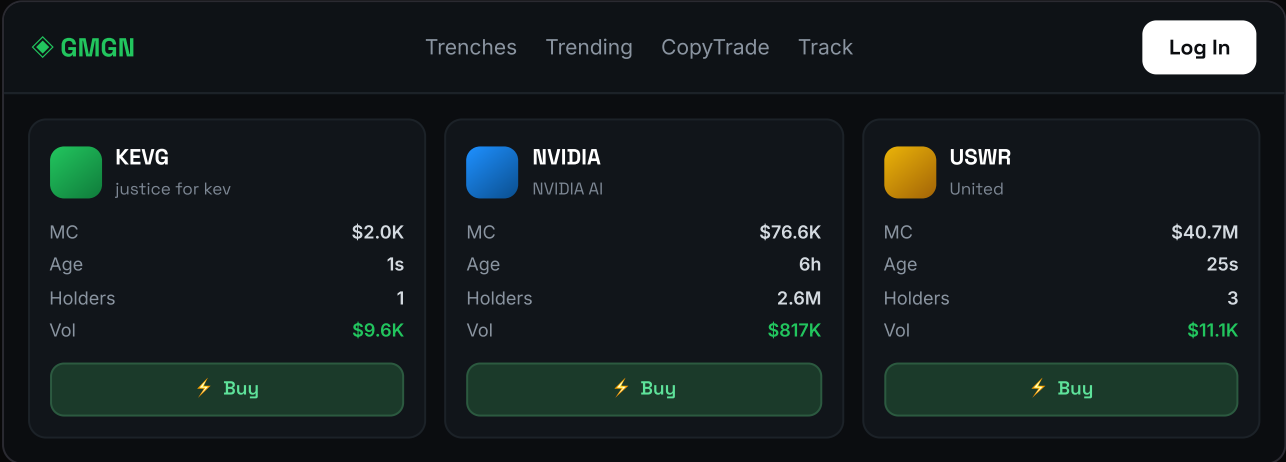 ◈ GMGN
Trenches Trending CopyTrade Track
Log In
KEVG
justice for kev
MC $2.0K
Age 1s
Holders 1
Vol $9.6K
⚡ Buy
NVIDIA
NVIDIA AI
MC $76.6K
Age 6h
Holders 2.6M
Vol $817K
⚡ Buy
USWR
United
MC $40.7M
Age 25s
Holders 3
Vol $11.1K
⚡ Buy